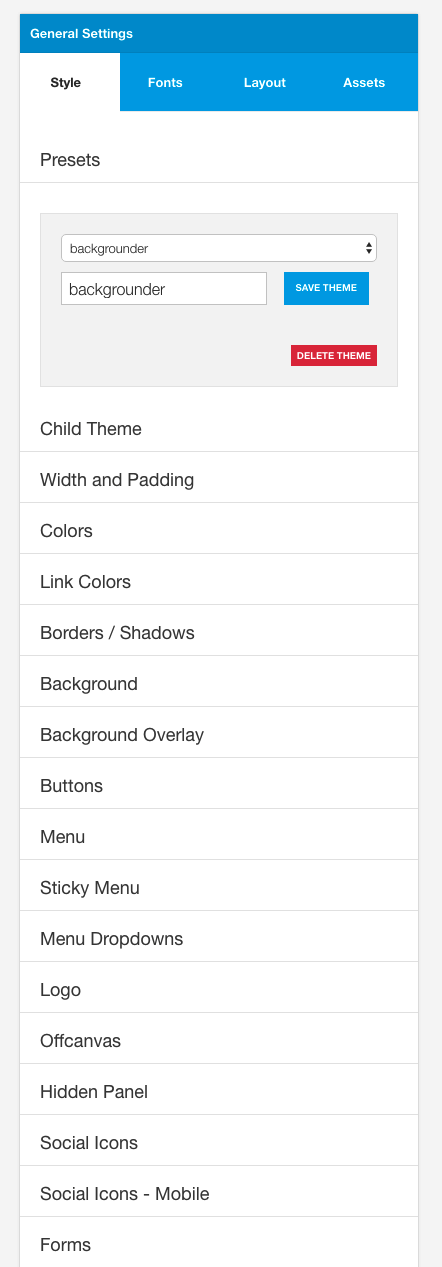 General Settings
Style Fonts Layout Assets
Presets
backgrounder
backgrounder SAVE THEME
DELETE THEME
Child Theme
Width and Padding
Colors
Link Colors
Borders / Shadows
Background
Background Overlay
Buttons
Menu
Sticky Menu
Menu Dropdowns
Logo
Offcanvas
Hidden Panel
Social Icons
Social Icons - Mobile
Forms